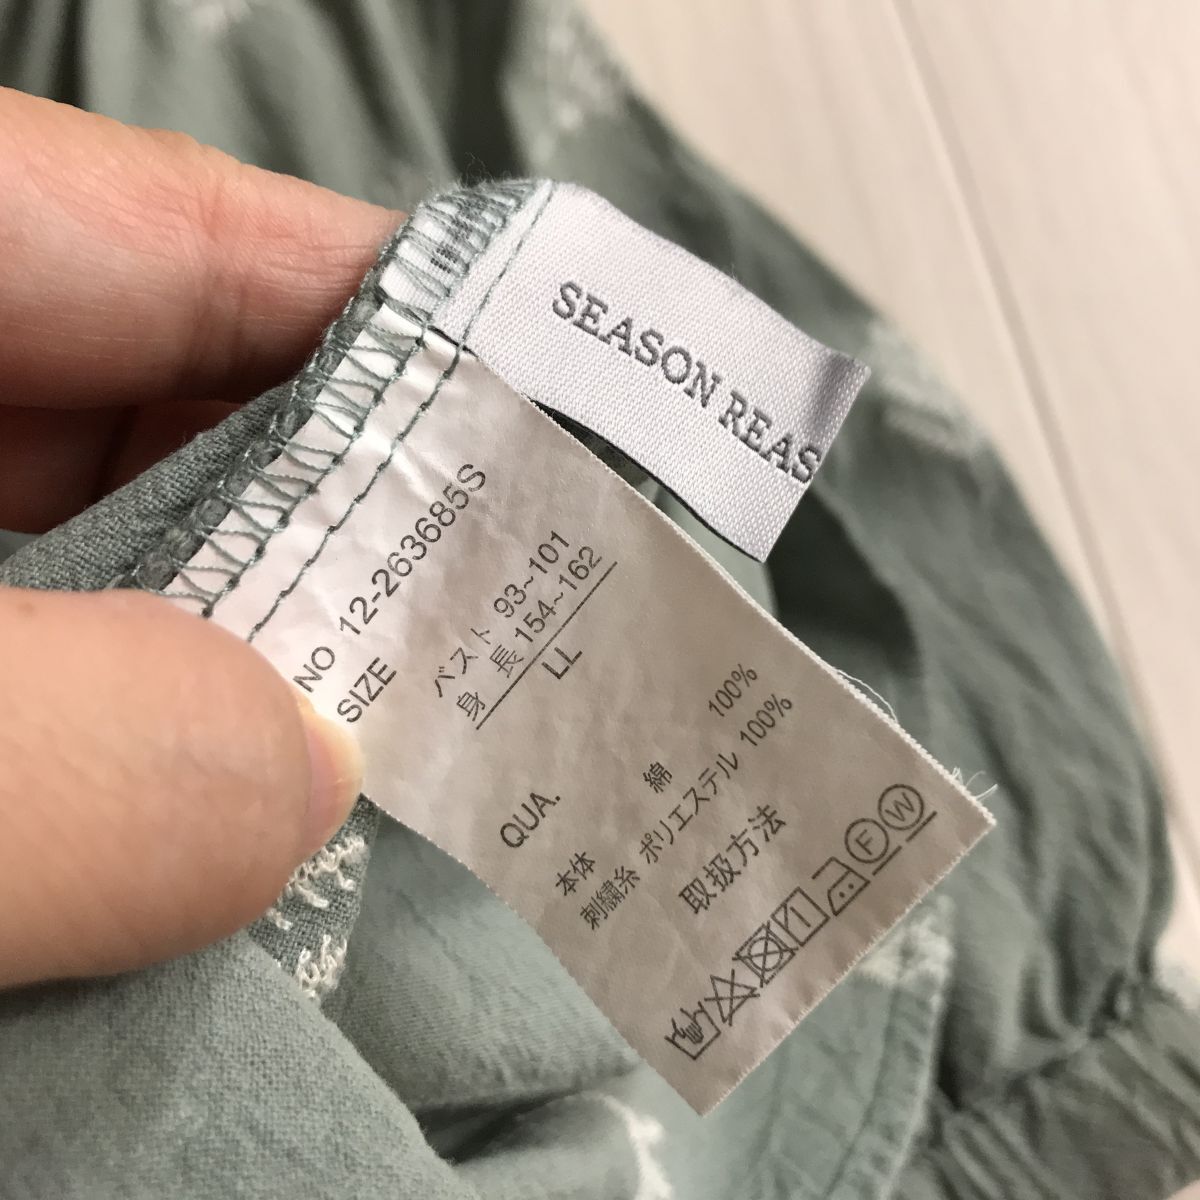 SEASON REAS
NO 12-263685S
SIZE
バスト 93~101
身長 154~162
LL
QUA.
本体 綿 100%
刺繍糸 ポリエステル 100%
取扱方法
F W